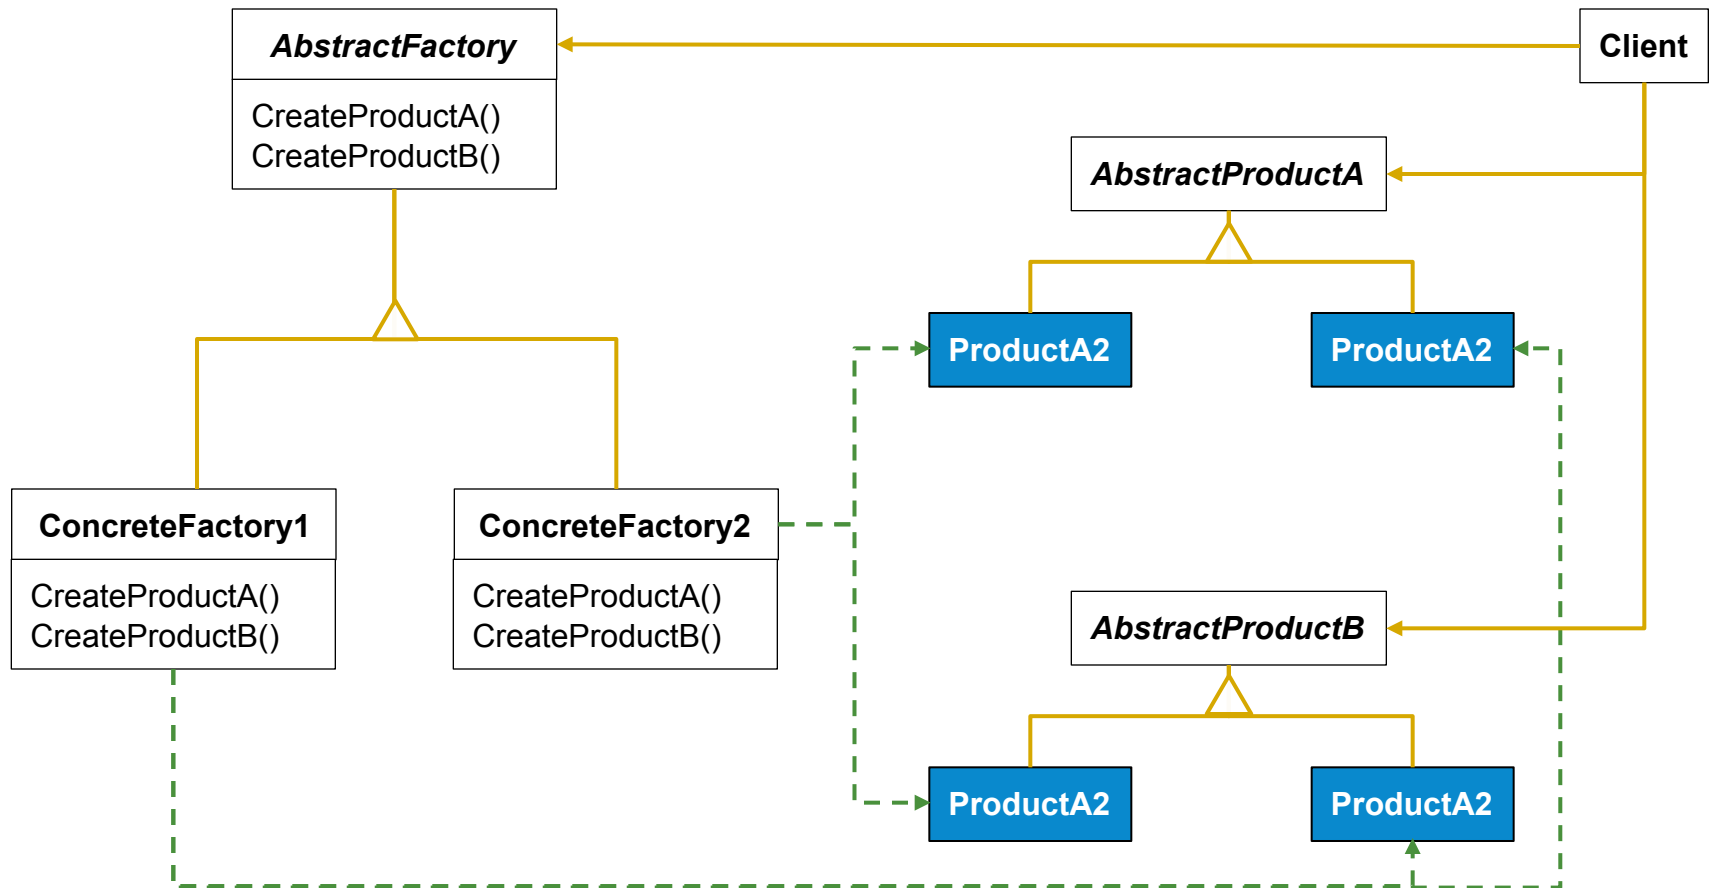 AbstractFactory
CreateProductA()
CreateProductB()
Client
AbstractProductA
ProductA2
ProductA2
ConcreteFactory1
CreateProductA()
CreateProductB()
ConcreteFactory2
CreateProductA()
CreateProductB()
AbstractProductB
ProductA2
ProductA2